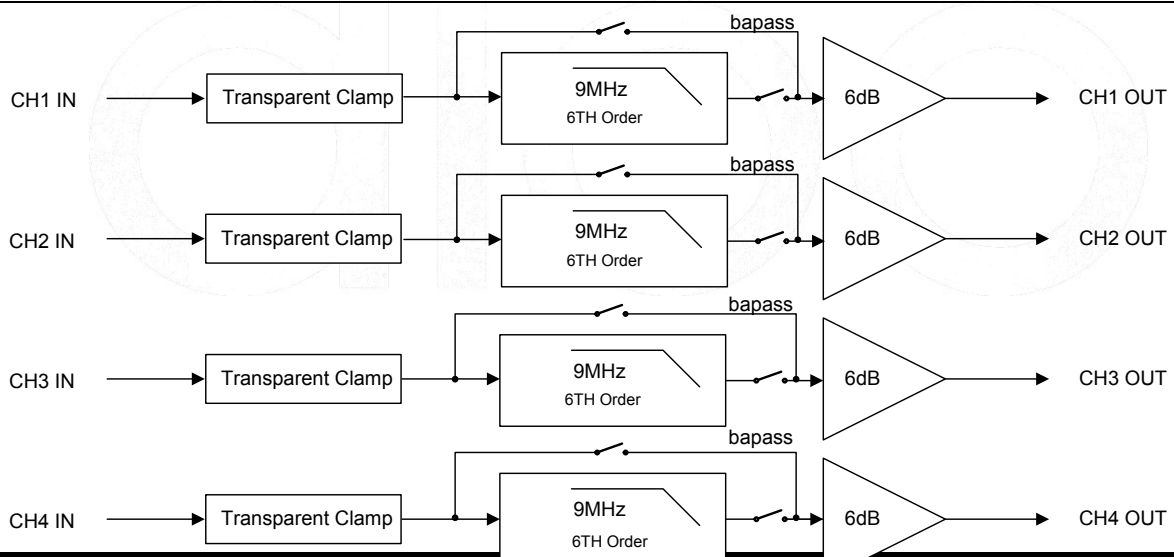 bapass
CH1 IN Transparent Clamp 9MHz 6dB CH1 OUT
6TH Order
bapass
CH2 IN Transparent Clamp 9MHz 6dB CH2 OUT
6TH Order
bapass
CH3 IN Transparent Clamp 9MHz 6dB CH3 OUT
6TH Order
bapass
CH4 IN Transparent Clamp 9MHz 6dB CH4 OUT
6TH Order